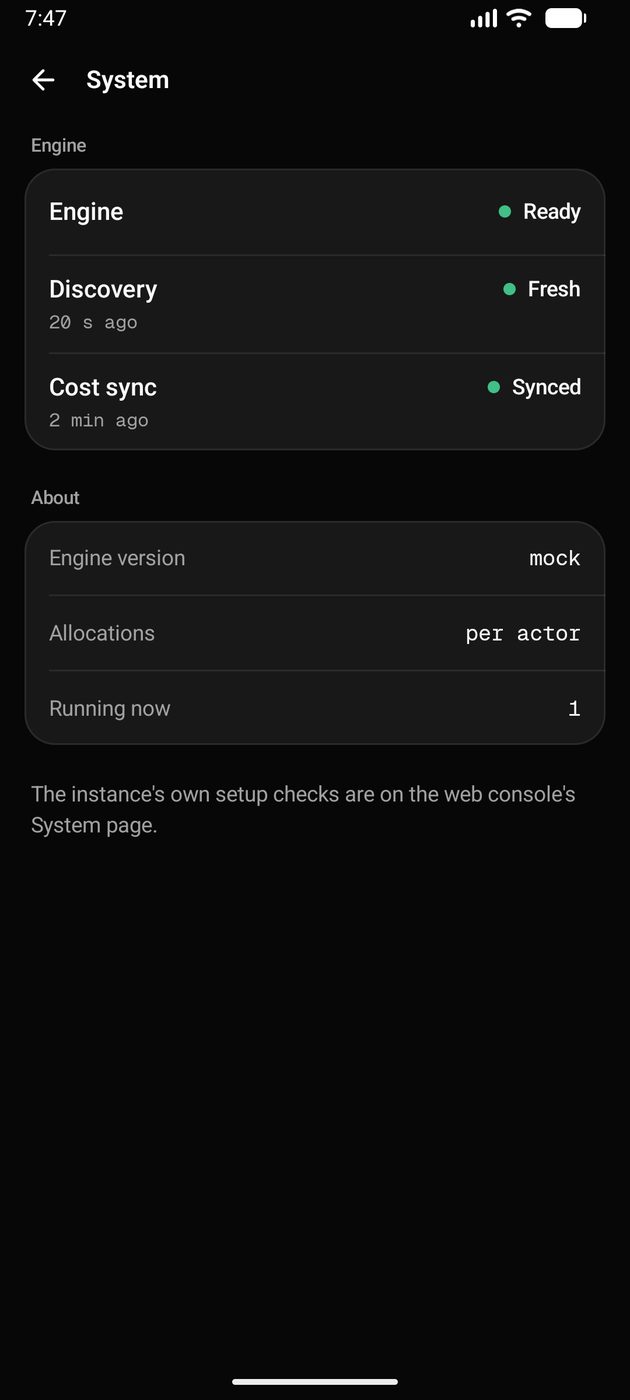 7:47
System
Engine
Engine
Ready
Discovery
Fresh
20 s ago
Cost sync
Synced
2 min ago
About
Engine version
mock
Allocations
per actor
Running now
1
The instance's own setup checks are on the web console's
System page.